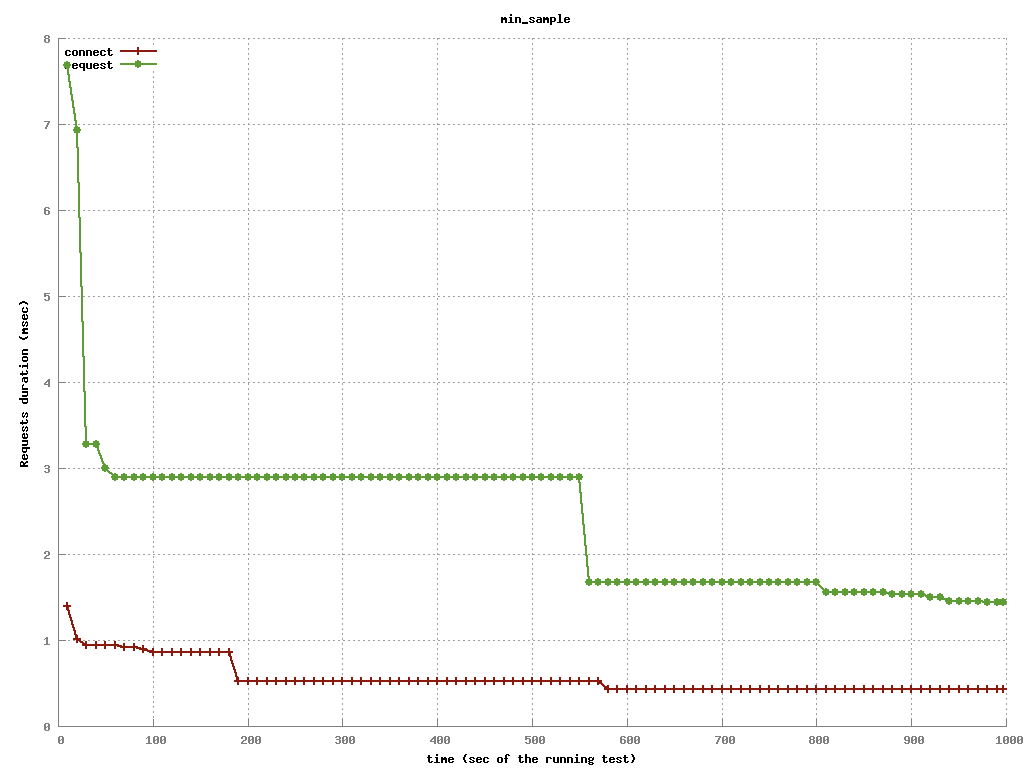 min_sample
connect
equest
8
7
6
5
4
3
2
1
0
Requests duration (msec)
0 100 200 300 400 500 600 700 800 900 1000
time (sec of the running test)